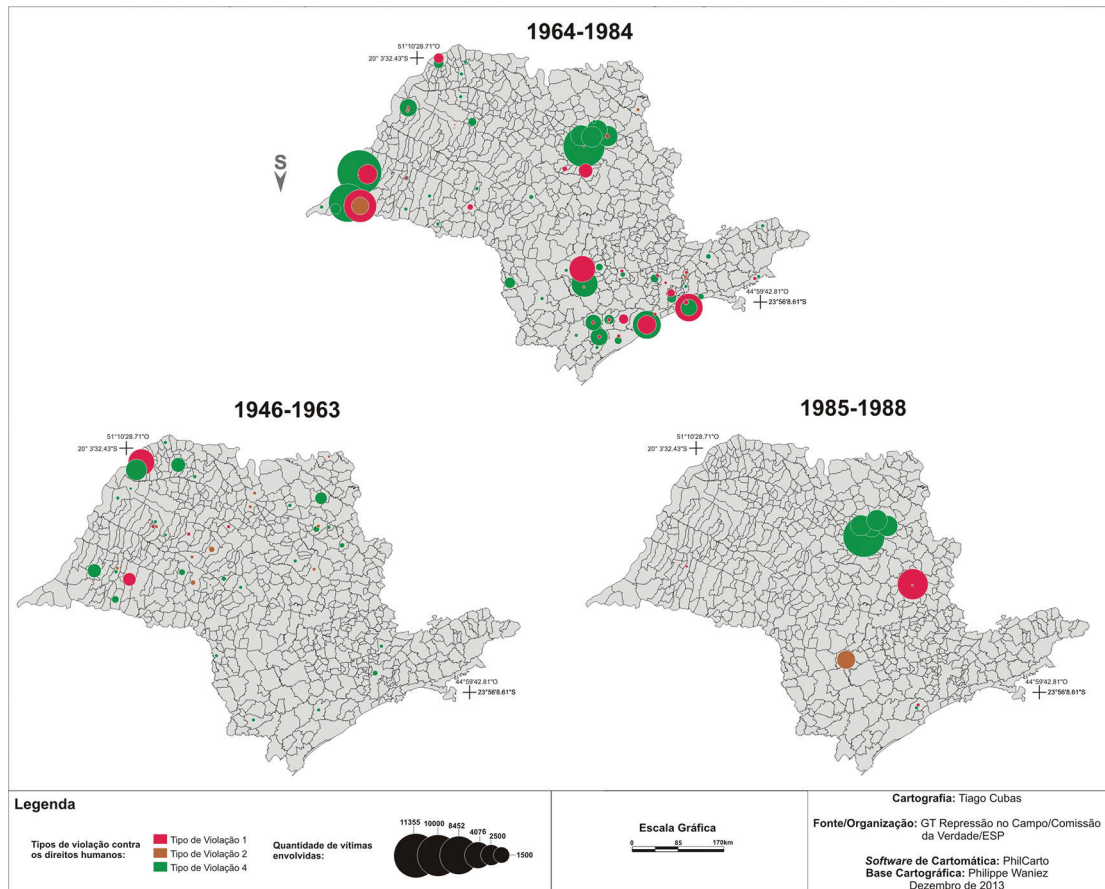 1964-1984
51°10'28.71"O
20° 3'32.43"S
S
44°59'42.81"O
23°56'8.61"S
1946-1963
51°10'28.71"O
20° 3'32.43"S
44°59'42.81"O
23°56'8.61"S
1985-1988
51°10'28.71"O
20° 3'32.43"S
44°59'42.81"O
23°56'8.61"S
Legenda
Tipos de violação contra
os direitos humanos:
Tipo de Violação 1
Tipo de Violação 2
Tipo de Violação 4
Quantidade de vítimas
envolvidas:
11355
10000
8452
4076
2500
1500
Escala Gráfica
0 85 170km
Cartografia: Tiago Cubas
Fonte/Organização: GT Repressão no Campo/Comissão
da Verdade/ESP
Software de Cartomática: PhilCarto
Base Cartográfica: Philippe Waniez
Dezembro de 2013